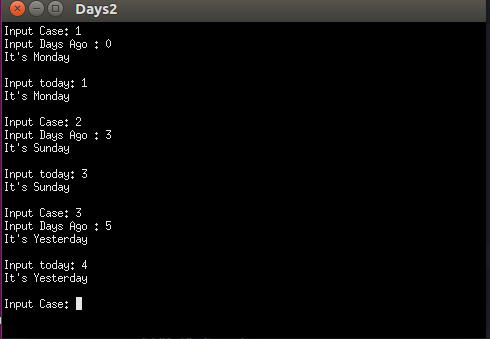 Days2
Input Case: 1
Input Days Ago : 0
It's Monday
Input today: 1
It's Monday
Input Case: 2
Input Days Ago : 3
It's Sunday
Input today: 3
It's Sunday
Input Case: 3
Input Days Ago : 5
It's Yesterday
Input today: 4
It's Yesterday
Input Case: